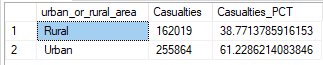 urban_or_rural_area Casualties Casualties_PCT
1 Rural 162019 38.7713785916153
2 Urban 255864 61.2286214083846